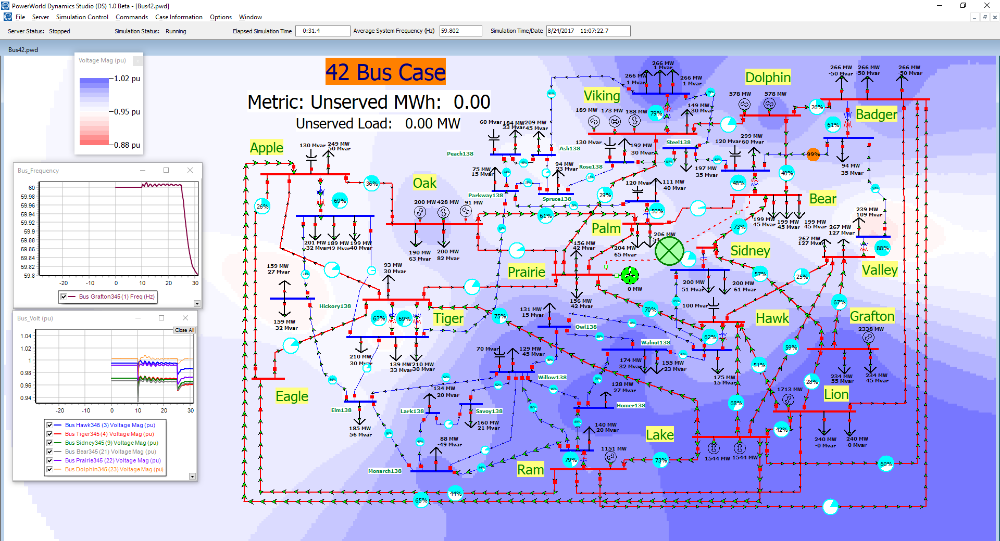 PowerWorld Dynamics Studio (DS) 1.0 Beta - [Bus42.pwd]
File Server Simulation Control Commands Case Information Options Window
Server Status: Stopped Simulation Status: Running Elapsed Simulation Time 0:31.4 Average System Frequency (Hz) 59.802 Simulation Time/Date 8/24/2017 11:07:22.7
Bus42.pwd
Voltage Mag (pu)
1.02 pu
0.95 pu
0.88 pu
42 Bus Case
Metric: Unserved MWh: 0.00
Unserved Load: 0.00 MW
Bus_Frequency
60
59.98
59.96
59.94
59.92
59.9
59.88
59.86
59.84
59.82
59.8
-20 -10 0 10 20 30
Bus Grafton345 (1) Freq (Hz)
Bus_Volt (pu)
Close All
1.04
1.02
1
0.98
0.96
0.94
-20 -10 0 10 20 30
Bus Hawk345 (3) Voltage Mag (pu)
Bus Tiger345 (4) Voltage Mag (pu)
Bus Sidney345 (9) Voltage Mag (pu)
Bus Bear345 (21) Voltage Mag (pu)
Bus Prairie345 (22) Voltage Mag (pu)
Bus Dolphin345 (23) Voltage Mag (pu)
Apple
130 Mvar
249 MW
50 Mvar
36%
26%
69%
201 MW
32 Mvar
189 MW
42 Mvar
199 MW
40 Mvar
159 MW
27 Mvar
159 MW
32 Mvar
Hickory138
93 MW
30 Mvar
Oak
200 MW
428 MW
91 MW
190 MW
63 Mvar
200 MW
82 Mvar
61%
Tiger
63%
69%
75%
210 MW
30 Mvar
139 MW
33 Mvar
210 MW
30 Mvar
Eagle
Elm138
185 MW
56 Mvar
Monarch138
88 MW
-49 Mvar
Lark138
134 MW
20 Mvar
Savoy138
160 MW
21 Mvar
70 Mvar
129 MW
45 Mvar
Willow138
131 MW
15 Mvar
Owl138
Walnut138
174 MW
32 Mvar
155 MW
23 Mvar
128 MW
27 Mvar
Homer138
140 MW
20 Mvar
Ram
79%
1151 MW
73%
44%
65%
Lake
1544 MW
1544 MW
68%
42%
60%
Peach138
60 Mvar
184 MW
33 Mvar
209 MW
45 Mvar
Ash138
75 MW
15 Mvar
94 MW
23 Mvar
Rose138
Parkway138
Spruce138
Viking
266 MW
1 Mvar
266 MW
1 Mvar
266 MW
1 Mvar
79%
189 MW
173 MW
188 MW
149 MW
30 Mvar
130 Mvar
192 MW
30 Mvar
Steel138
197 MW
35 Mvar
120 Mvar
299 MW
60 Mvar
Dolphin
578 MW
578 MW
26%
40%
48%
Badger
266 MW
-50 Mvar
266 MW
-50 Mvar
266 MW
-50 Mvar
61%
94 MW
35 Mvar
99%
Bear
199 MW
45 Mvar
199 MW
45 Mvar
199 MW
45 Mvar
73%
Palm
120 Mvar
111 MW
40 Mvar
50%
29%
204 MW
65 Mvar
206 MW
Prairie
156 MW
42 Mvar
156 MW
42 Mvar
0 MW
70%
Sidney
57%
200 MW
51 Mvar
200 MW
61 Mvar
25%
Valley
239 MW
109 Mvar
267 MW
127 Mvar
267 MW
127 Mvar
88%
Hawk
100 Mvar
62%
175 MW
15 Mvar
51%
59%
67%
Grafton
2338 MW
234 MW
55 Mvar
234 MW
45 Mvar
28%
Lion
1713 MW
240 MW
-0 Mvar
240 MW
-0 Mvar